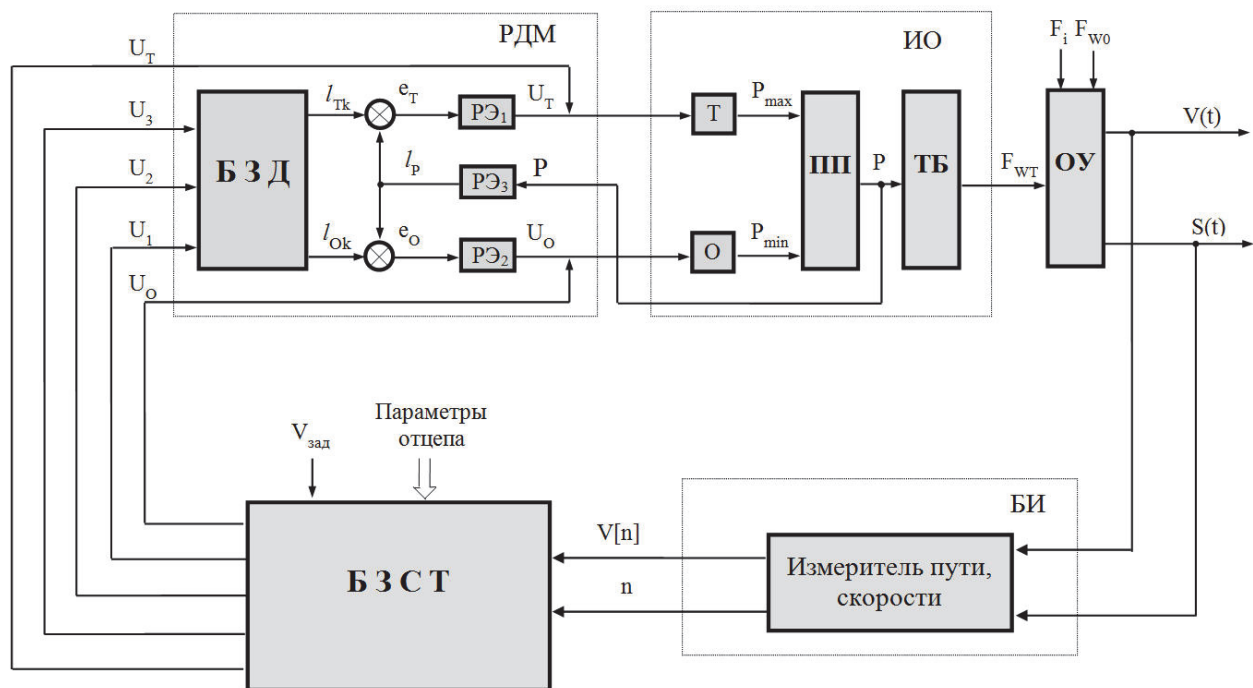 РДМ
ИО
F_i F_W0
U_T
l_Tk
e_T
РЭ_1
U_T
Т
P_max
U_3
V(t)
U_2
Б З Д
l_P
РЭ_3
P
ПП
P
ТБ
F_WT
ОУ
U_1
l_Ok
e_O
РЭ_2
U_O
О
P_min
S(t)
U_O
V_зад
Параметры
отцепа
Б З С Т
V[n]
n
БИ
Измеритель пути,
скорости